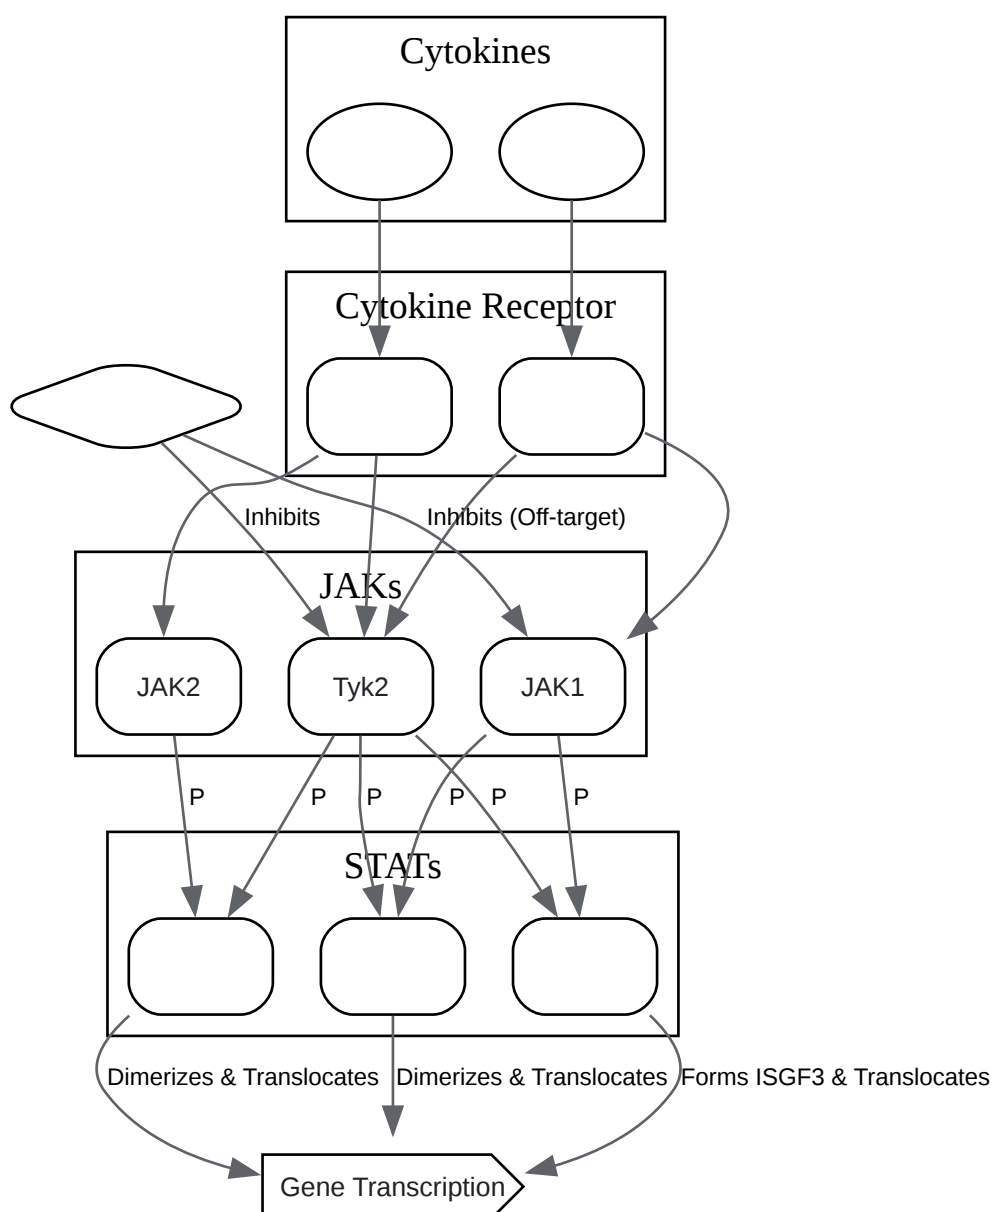 Cytokines
Cytokine Receptor
Inhibits
Inhibits (Off-target)
JAKs
JAK2
Tyk2
JAK1
P
P
P
P
P
P
STATs
Dimerizes & Translocates
Dimerizes & Translocates
Forms ISGF3 & Translocates
Gene Transcription